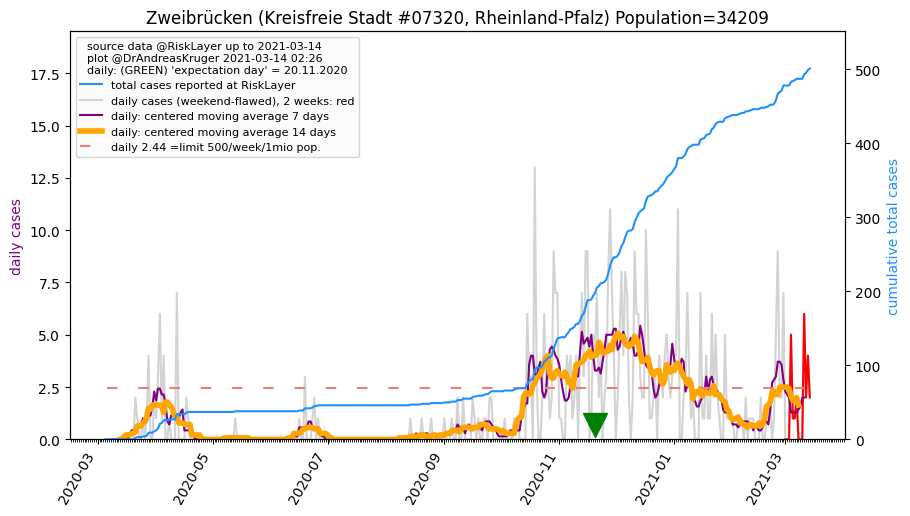 Zweibrücken (Kreisfreie Stadt #07320, Rheinland-Pfalz) Population=34209
source data @RiskLayer up to 2021-03-14
plot @DrAndreasKruger 2021-03-14 02:26
daily: (GREEN) 'expectation day' = 20.11.2020
total cases reported at RiskLayer
daily cases (weekend-flawed), 2 weeks: red
daily: centered moving average 7 days
daily: centered moving average 14 days
daily 2.44 =limit 500/week/1mio pop.
daily cases
17.5
15.0
12.5
10.0
7.5
5.0
2.5
0.0
500
400
300
200
100
0
cumulative total cases
2020-03
2020-05
2020-07
2020-09
2020-11
2021-01
2021-03